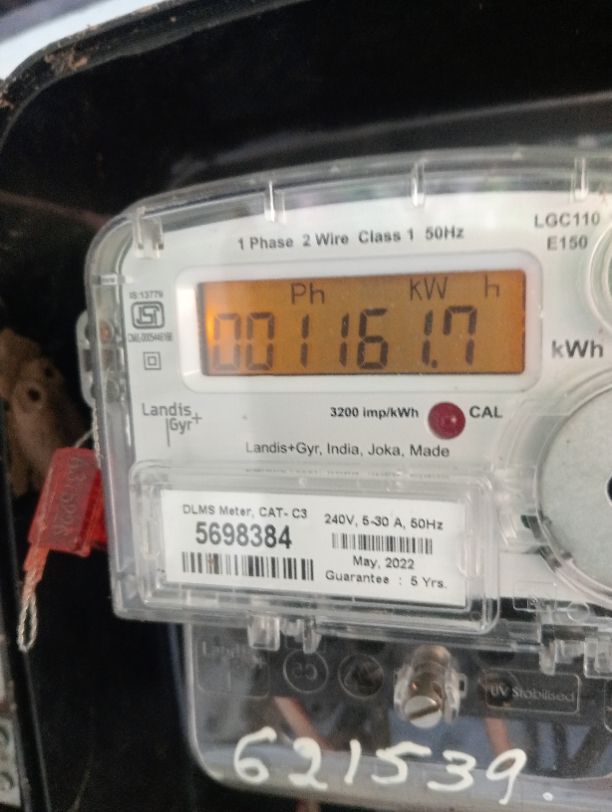 LGC110
E150
1 Phase 2 Wire Class 1 50Hz
IS:13779
Ph kW h
001161.7
kWh
Landis
Gyr+
3200 imp/kWh CAL
Landis+Gyr, India, Joka, Made
DLMS Meter, CAT- C3
5698384
240V, 5-30 A, 50Hz
May, 2022
Guarantee : 5 Yrs.
UV Stabilised
621539.